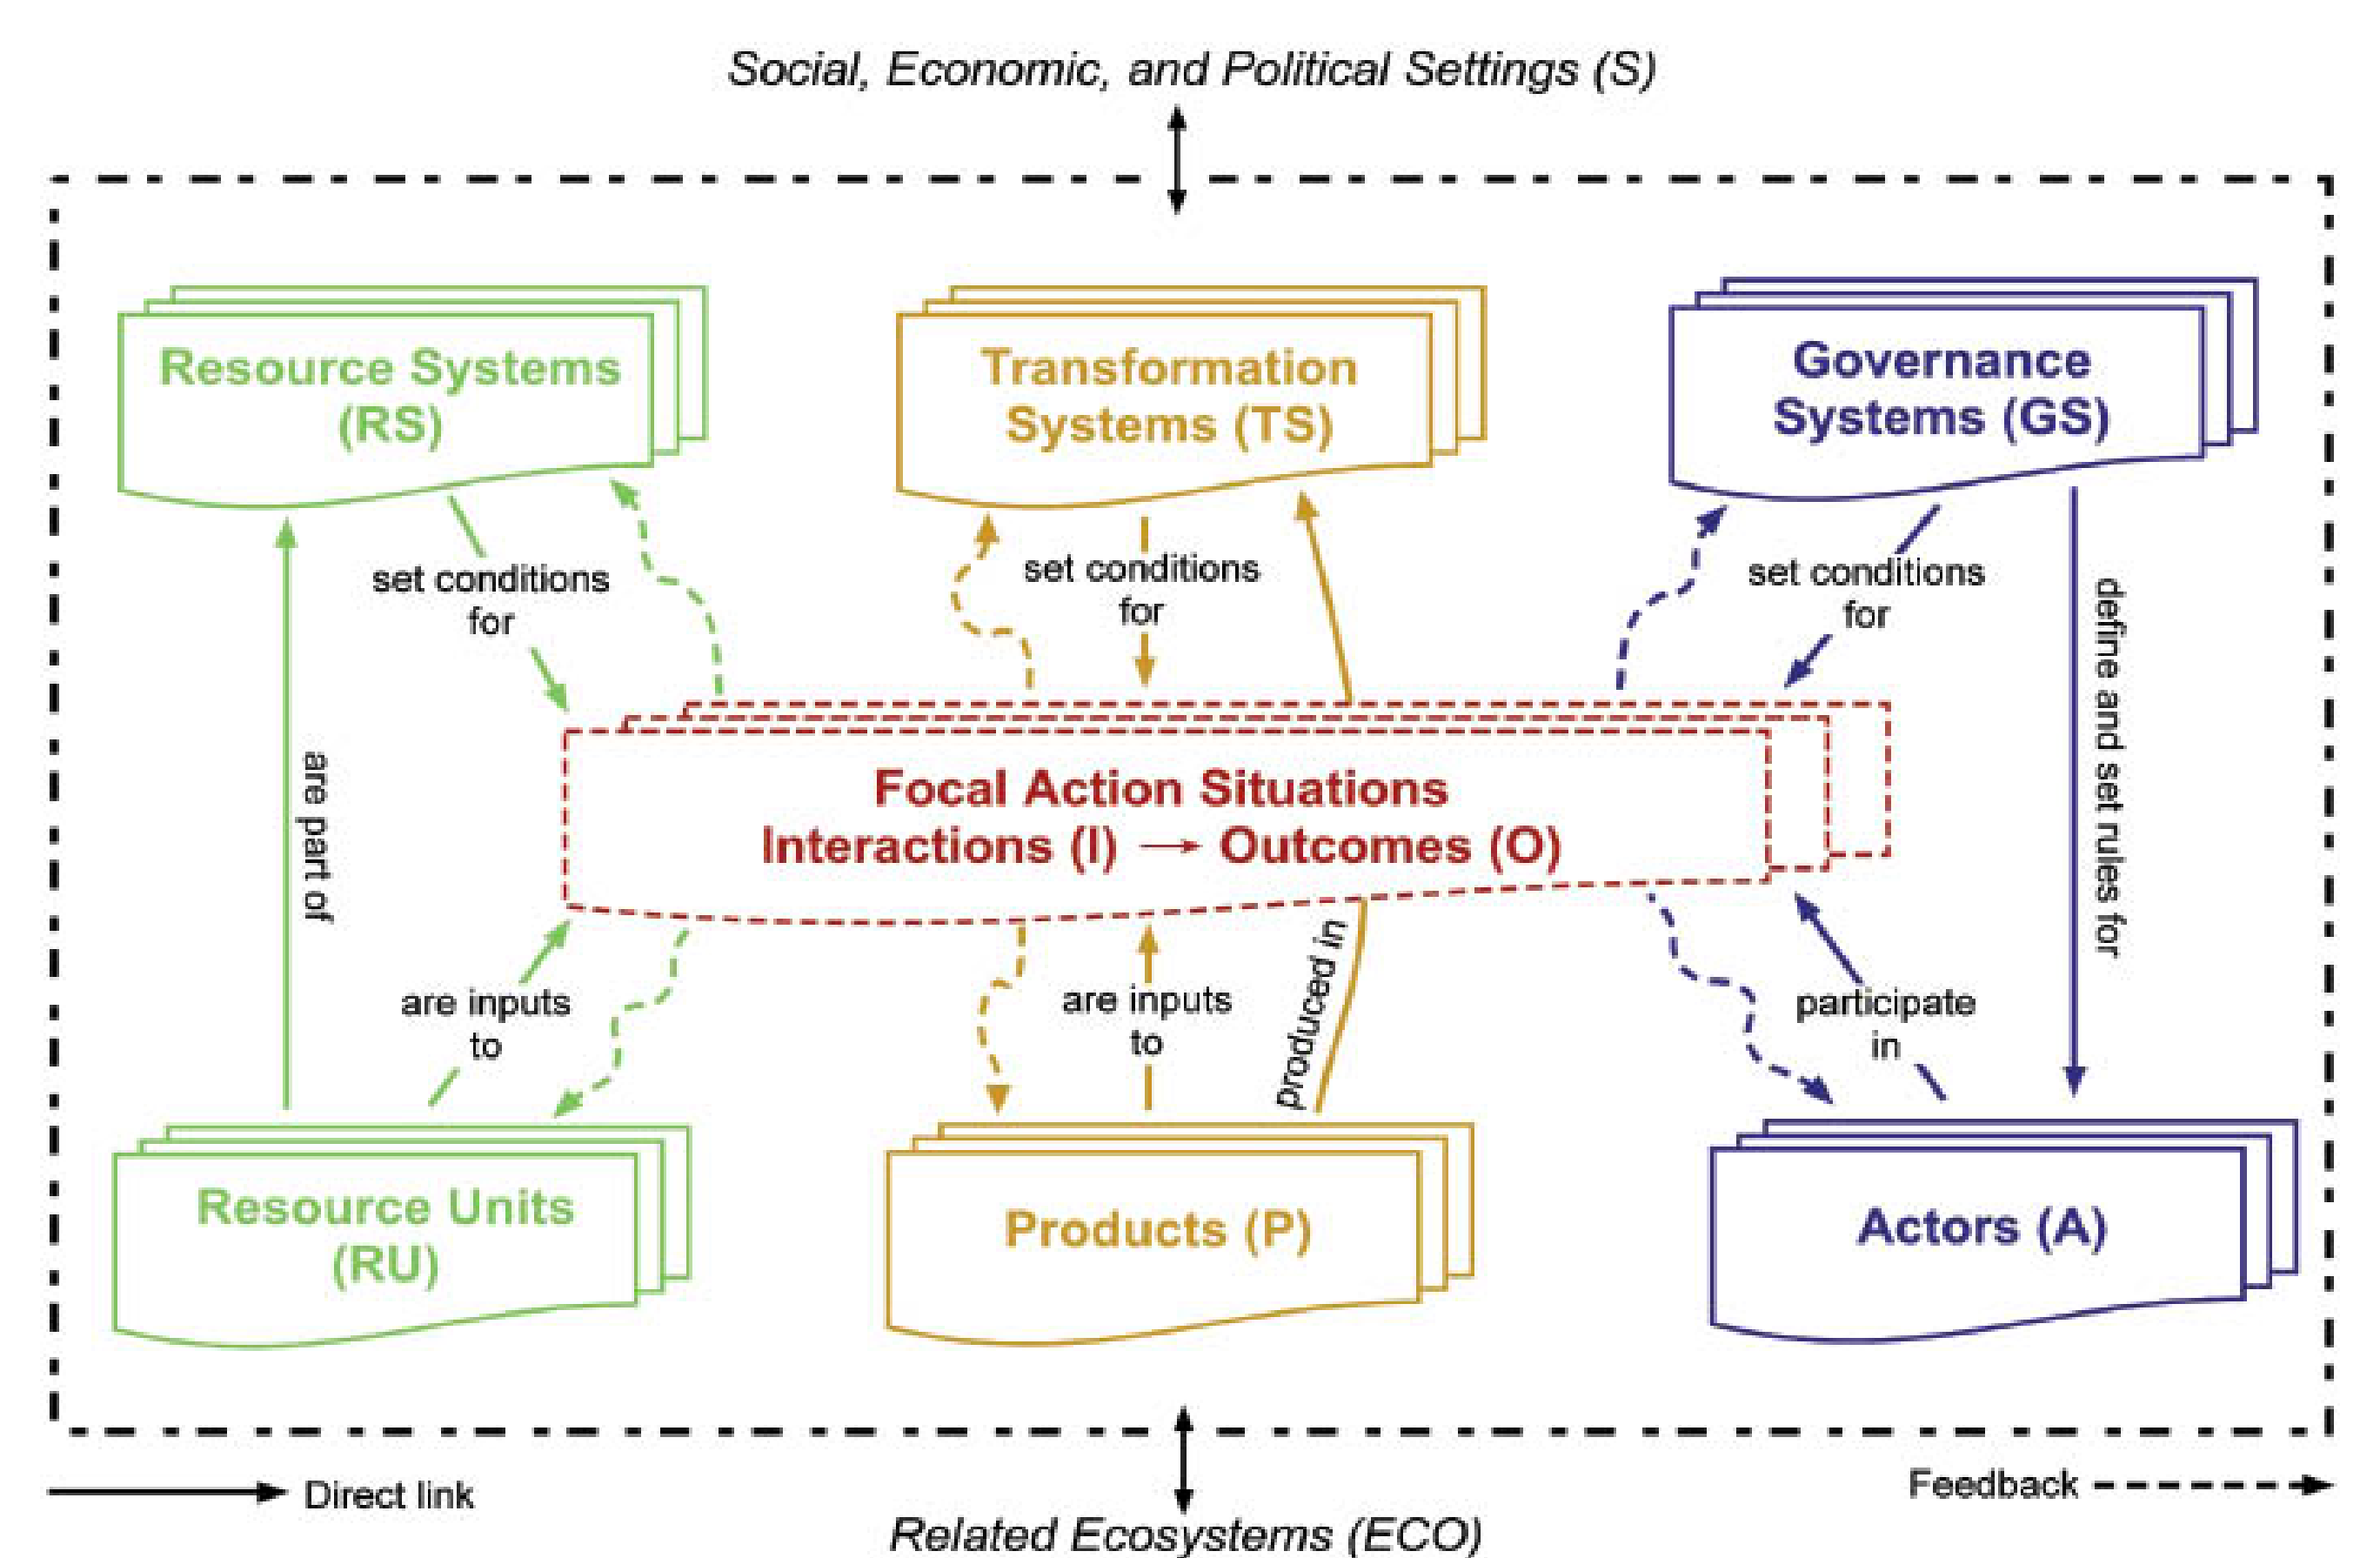 Social, Economic, and Political Settings (S)
Resource Systems
(RS)
Transformation
Systems (TS)
Governance
Systems (GS)
set conditions
for
set conditions
for
set conditions
for
define and set rules for
are part of
Focal Action Situations
Interactions (I) → Outcomes (O)
are inputs
to
are inputs
to
produced in
participate
in
Resource Units
(RU)
Products (P)
Actors (A)
Direct link
Feedback
Related Ecosystems (ECO)